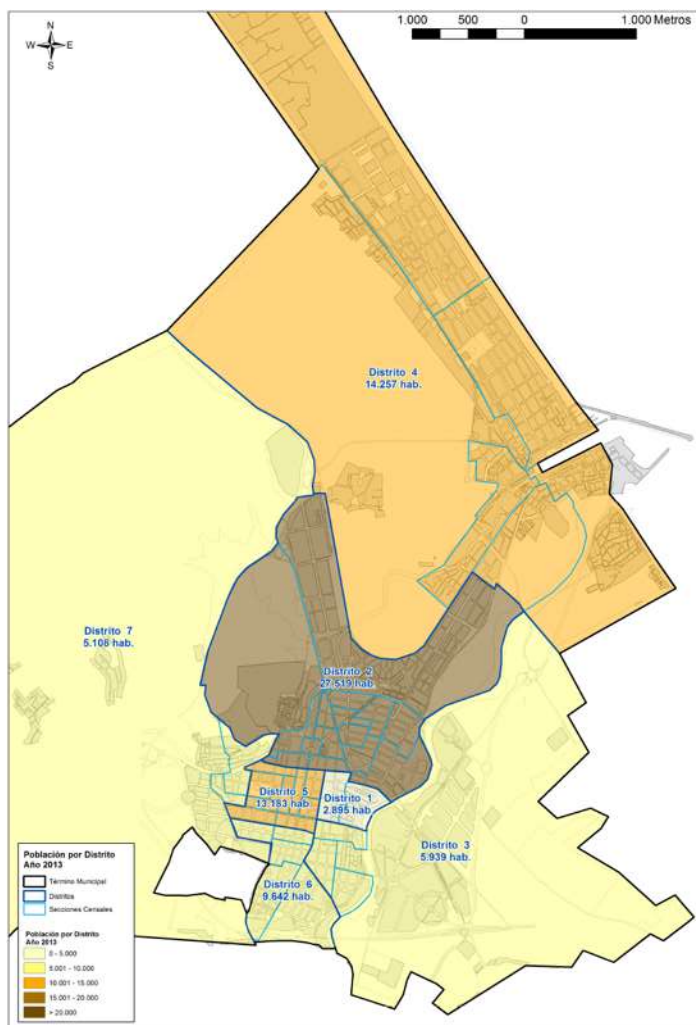 N
W E
S
1.000 500 0 1.000 Metros
Distrito 4
14.257 hab.
Distrito 7
5.108 hab.
Distrito 2
27.519 hab.
Distrito 5
13.183 hab.
Distrito 1
2.895 hab
Distrito 3
5.939 hab.
Distrito 6
9.642 hab.
Población por Distrito
Año 2013
Término Municipal
Distritos
Secciones Censales
Población por Distrito
Año 2013
0 - 5.000
5.001 - 10.000
10.001 - 15.000
15.001 - 20.000
> 20.000